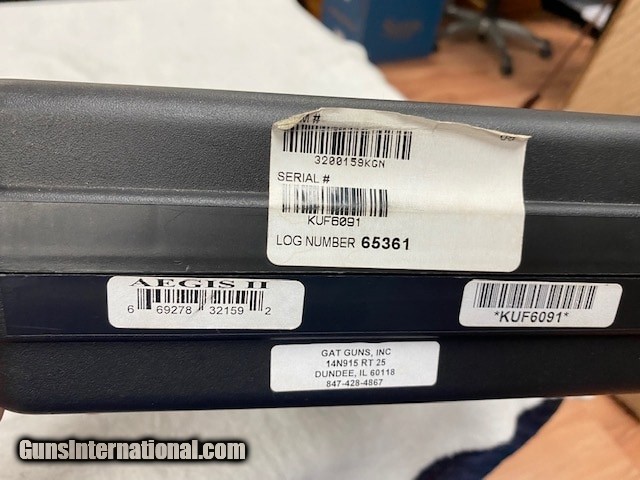 M #
3200159KGN
SERIAL #
KUF6091
LOG NUMBER 65361
AEGIS II
6 69278 32159 2
*KUF6091*
GAT GUNS, INC
14N915 RT 25
DUNDEE, IL 60118
847-428-4867
GunsInternational.com